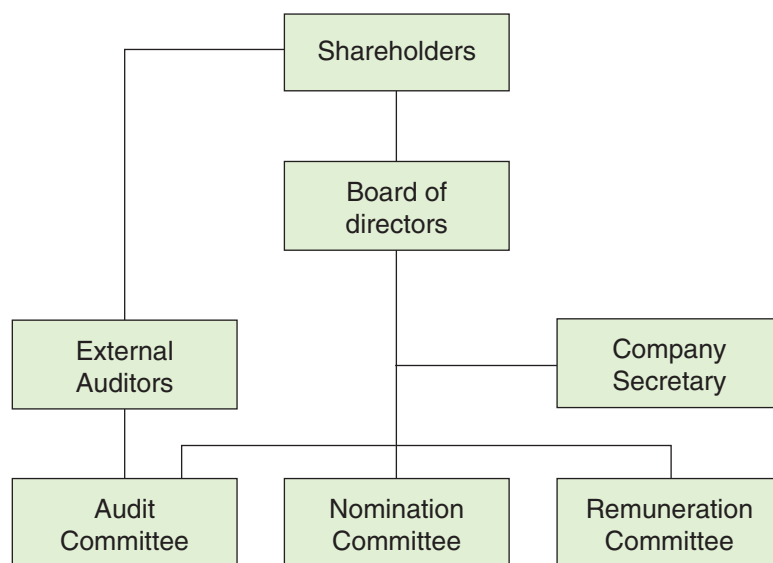 Shareholders
Board of
directors
External
Auditors
Company
Secretary
Audit
Committee
Nomination
Committee
Remuneration
Committee